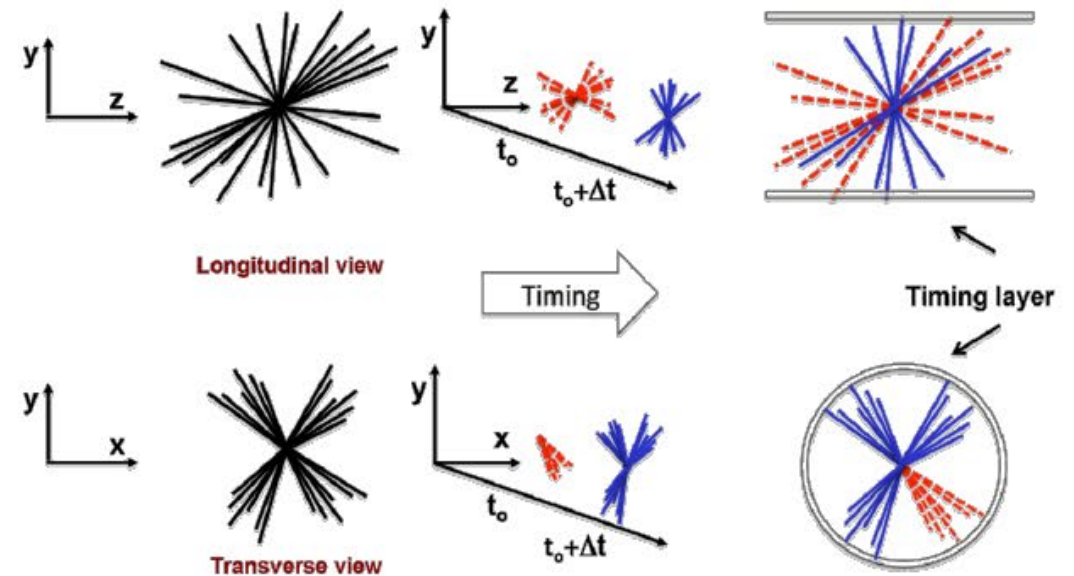 y
z
y
z
t₀
t₀+Δt
Longitudinal view
Timing
Timing layer
y
x
y
x
t₀
t₀+Δt
Transverse view